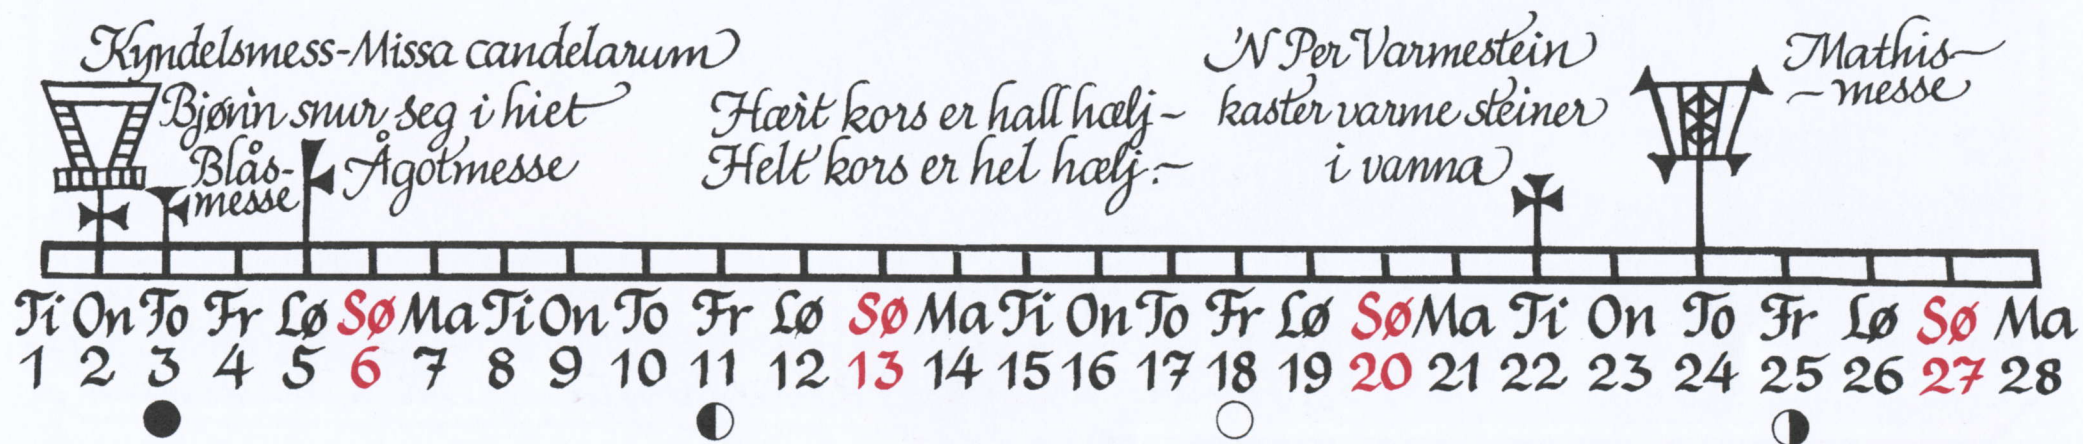 Kyndelsmess-Missa candelarum
Bjønn snur seg i hiet
Blås-
messe
Ågotmesse
Hært kors er hall hælj-
Helt kors er hel hælj.-
'N Per Varmestein
kaster varme steiner
i vanna
Mathis-
-messe
Ti On To Fr Lø Sø Ma Ti On To Fr Lø Sø Ma Ti On To Fr Lø Sø Ma Ti On To Fr Lø Sø Ma
1 2 3 4 5 6 7 8 9 10 11 12 13 14 15 16 17 18 19 20 21 22 23 24 25 26 27 28